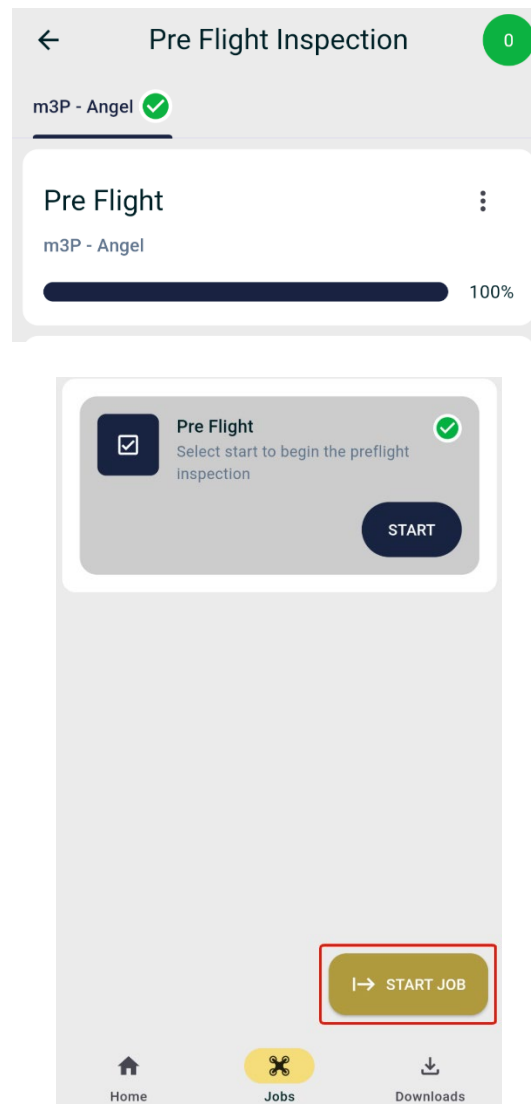 Pre Flight Inspection
0
m3P - Angel
Pre Flight
m3P - Angel
100%
Pre Flight
Select start to begin the preflight
inspection
START
START JOB
Home Jobs Downloads